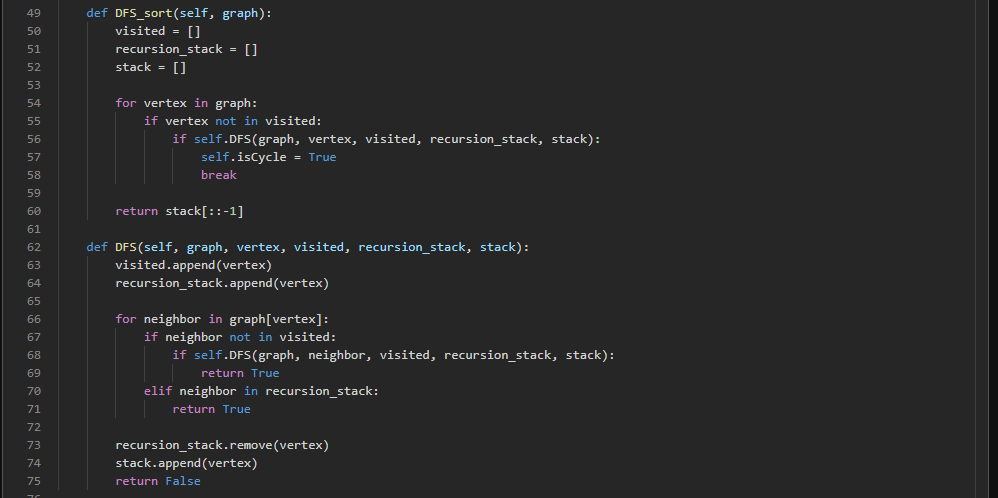 49 def DFS_sort(self, graph):
50 visited = []
51 recursion_stack = []
52 stack = []
53
54 for vertex in graph:
55 if vertex not in visited:
56 if self.DFS(graph, vertex, visited, recursion_stack, stack):
57 self.isCycle = True
58 break
59
60 return stack[::-1]
61
62 def DFS(self, graph, vertex, visited, recursion_stack, stack):
63 visited.append(vertex)
64 recursion_stack.append(vertex)
65
66 for neighbor in graph[vertex]:
67 if neighbor not in visited:
68 if self.DFS(graph, neighbor, visited, recursion_stack, stack):
69 return True
70 elif neighbor in recursion_stack:
71 return True
72
73 recursion_stack.remove(vertex)
74 stack.append(vertex)
75 return False